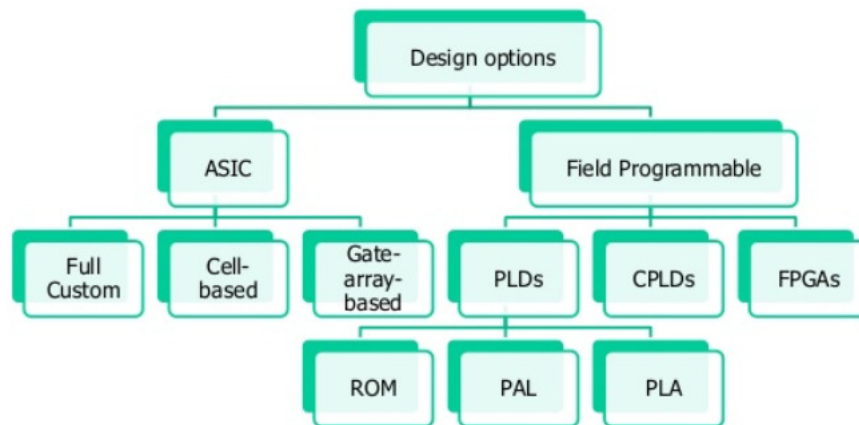 Design options
ASIC
Field Programmable
Full
Custom
Cell-
based
Gate-
array-
based
PLDs
CPLDs
FPGAs
ROM
PAL
PLA